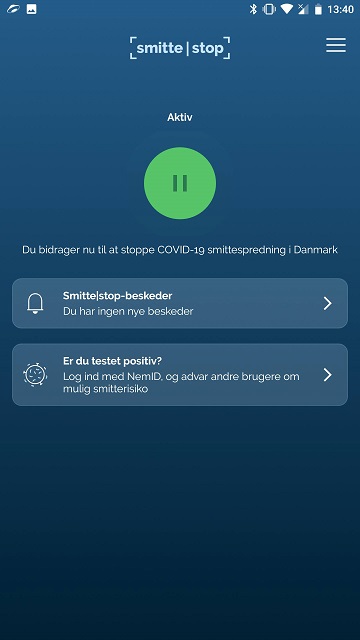 13:40
smitte|stop
Aktiv
Du bidrager nu til at stoppe COVID-19 smittespredning i Danmark
Smitte|stop-beskeder
Du har ingen nye beskeder
Er du testet positiv?
Log ind med NemID, og advar andre brugere om
mulig smitterisiko